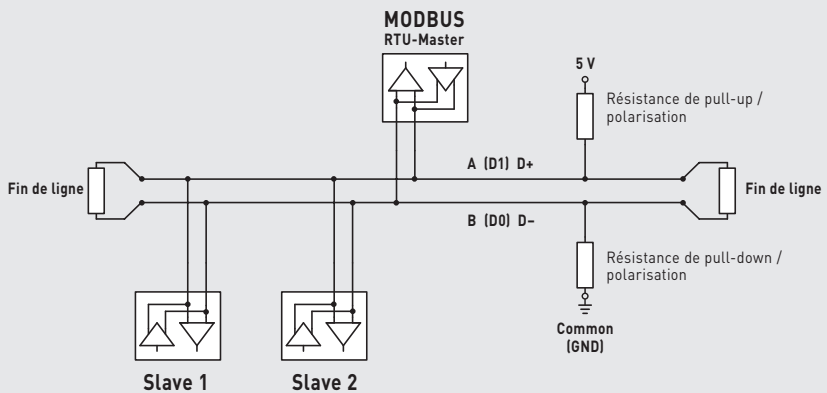 MODBUS
RTU-Master
5 V
Résistance de pull-up /
polarisation
A (D1) D+
Fin de ligne
Fin de ligne
B (D0) D–
Résistance de pull-down /
polarisation
Common
(GND)
Slave 1
Slave 2